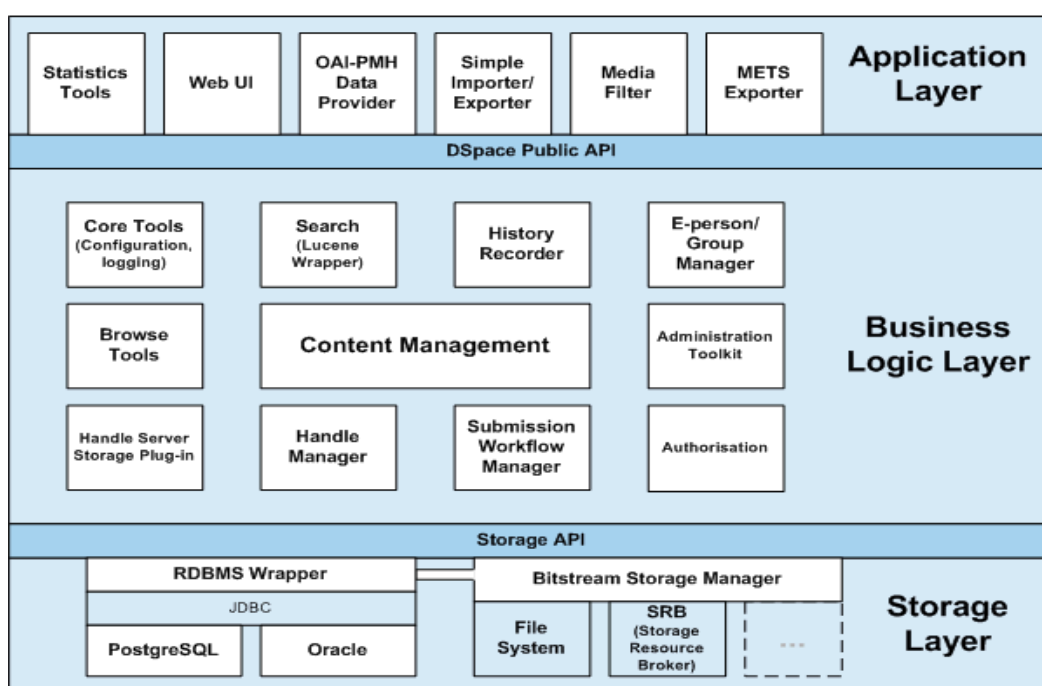 Statistics
Tools
Web UI
OAI-PMH
Data
Provider
Simple
Importer/
Exporter
Media
Filter
METS
Exporter
Application
Layer
DSpace Public API
Core Tools
(Configuration,
logging)
Search
(Lucene
Wrapper)
History
Recorder
E-person/
Group
Manager
Browse
Tools
Content Management
Administration
Toolkit
Business
Logic Layer
Handle Server
Storage Plug-in
Handle
Manager
Submission
Workflow
Manager
Authorisation
Storage API
RDBMS Wrapper
JDBC
PostgreSQL
Oracle
Bitstream Storage Manager
File
System
SRB
(Storage
Resource
Broker)
...
Storage
Layer